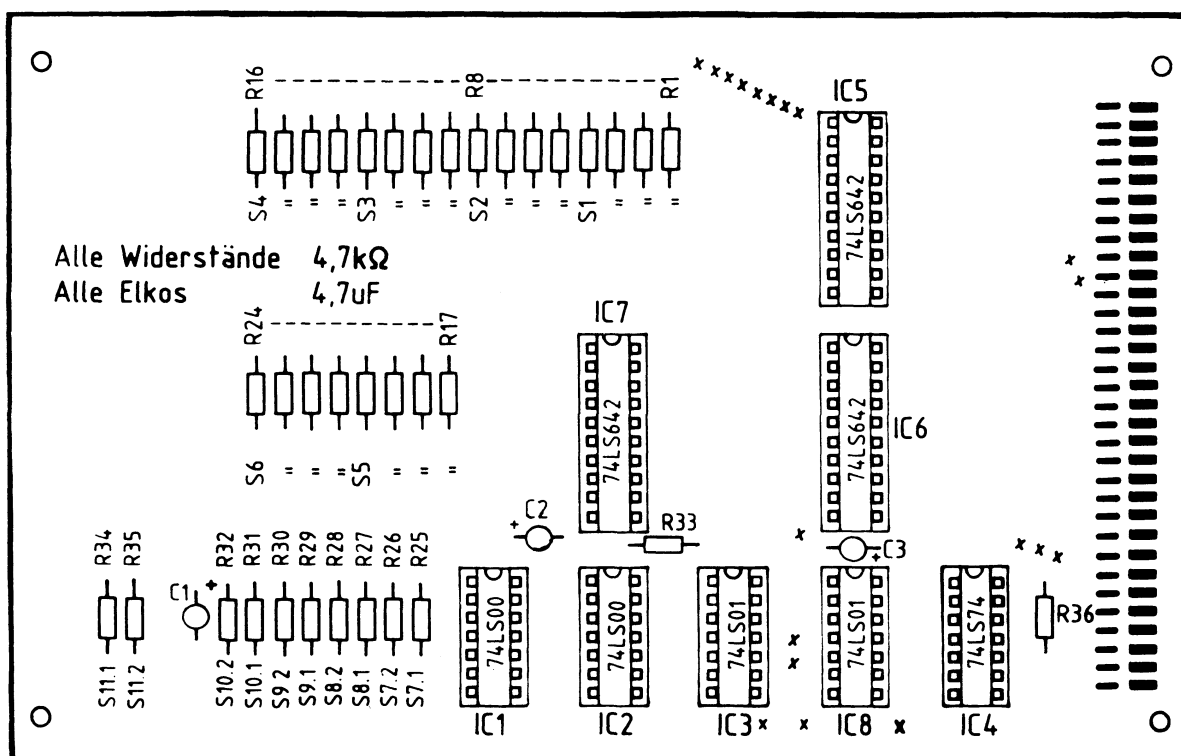 R16 R8 R1
x x x x x x x x
IC5
74LS642
S4 " " " S3 " " " S2 " " " S1 " " "
Alle Widerstände 4,7kΩ
Alle Elkos 4,7uF
x
x
R24 R17
IC7
74LS642
74LS642
IC6
S6 " " " S5 " " "
+ C2
R33
x
+ C3
x x x
R34 R35
C1 +
R32 R31 R30 R29 R28 R27 R26 R25
74LS00
74LS00
74LS01
x
x
74LS01
74LS74
R36
S11.1 S11.2
S10.2 S10.1 S9.2 S9.1 S8.2 S8.1 S7.2 S7.1
IC1 IC2 IC3 x x IC8 x IC4